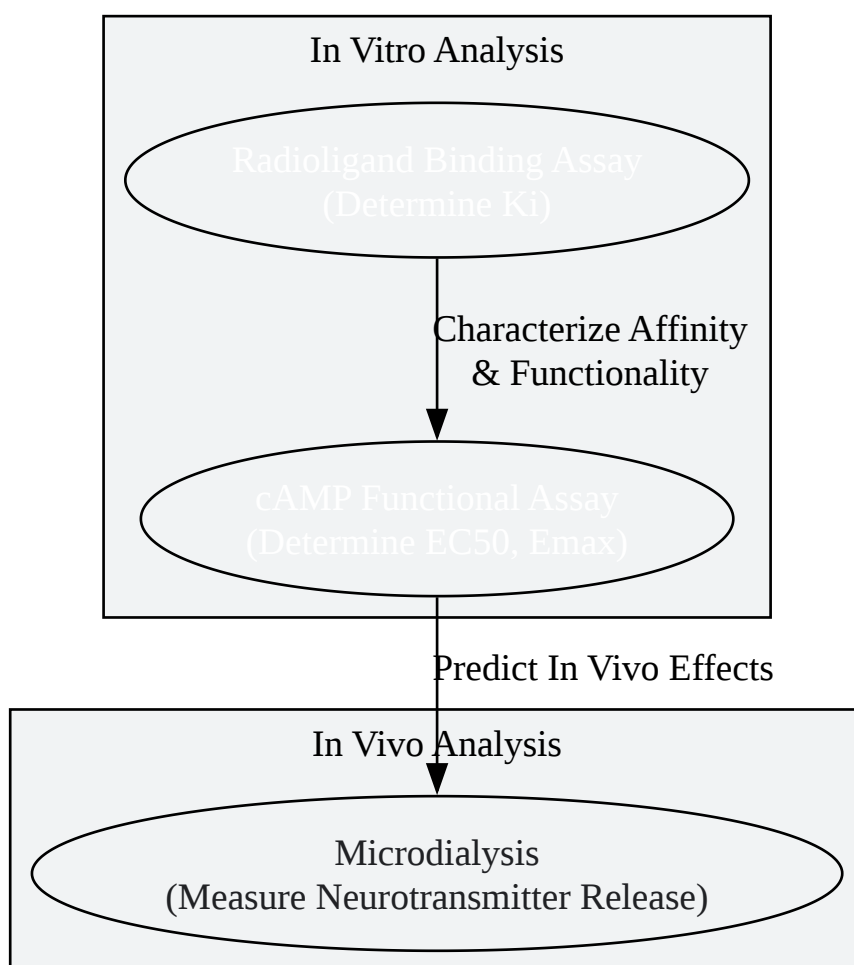 In Vitro Analysis
Radioligand Binding Assay
(Determine Ki)
Characterize Affinity
& Functionality
cAMP Functional Assay
(Determine EC50, Emax)
Predict In Vivo Effects
In Vivo Analysis
Microdialysis
(Measure Neurotransmitter Release)